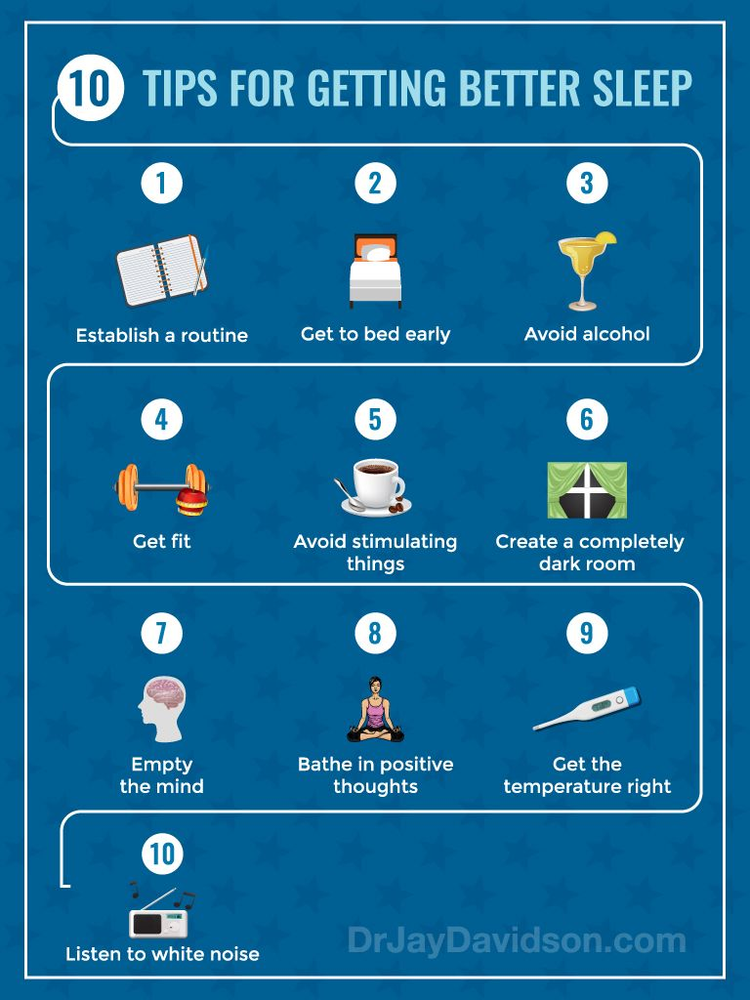 10 TIPS FOR GETTING BETTER SLEEP
1
Establish a routine
2
Get to bed early
3
Avoid alcohol
4
Get fit
5
Avoid stimulating
things
6
Create a completely
dark room
7
Empty
the mind
8
Bathe in positive
thoughts
9
Get the
temperature right
10
Listen to white noise
DrJayDavidson.com